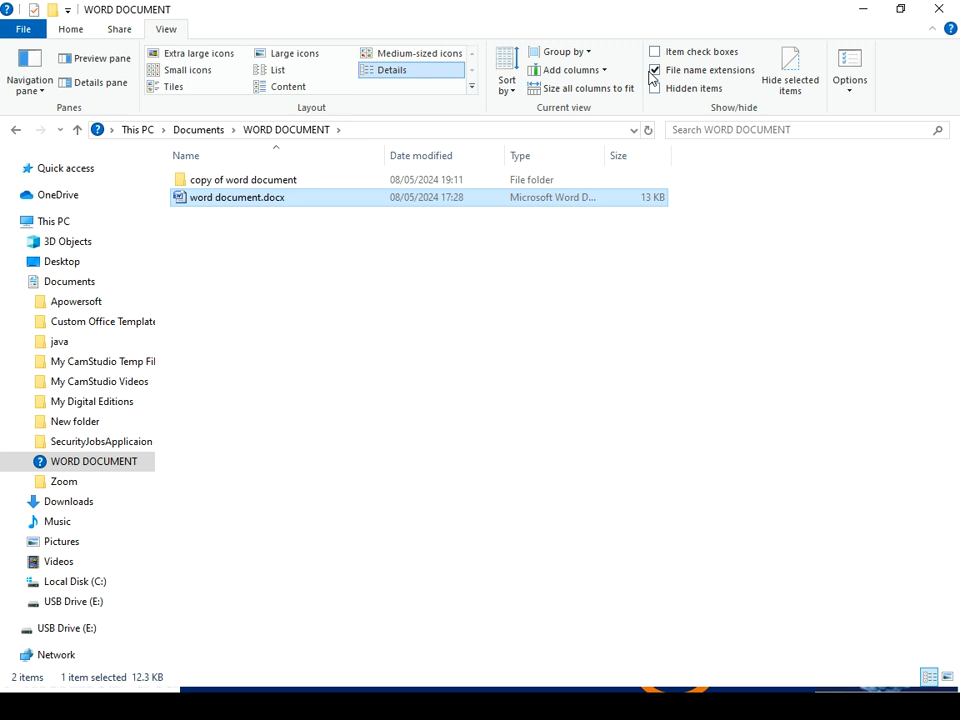 WORD DOCUMENT
File Home Share View
Navigation pane
Preview pane
Details pane
Panes
Extra large icons Large icons Medium-sized icons
Small icons List Details
Tiles Content
Layout
Sort by
Group by
Add columns
Size all columns to fit
Current view
Item check boxes
File name extensions
Hidden items
Hide selected items
Show/hide
Options
This PC Documents WORD DOCUMENT
Search WORD DOCUMENT
Name Date modified Type Size
copy of word document 08/05/2024 19:11 File folder
word document.docx 08/05/2024 17:28 Microsoft Word D... 13 KB
Quick access
OneDrive
This PC
3D Objects
Desktop
Documents
Apowersoft
Custom Office Template
java
My CamStudio Temp Fil
My CamStudio Videos
My Digital Editions
New folder
SecurityJobsApplicaion
WORD DOCUMENT
Zoom
Downloads
Music
Pictures
Videos
Local Disk (C:)
USB Drive (E:)
USB Drive (E:)
Network
2 items 1 item selected 12.3 KB